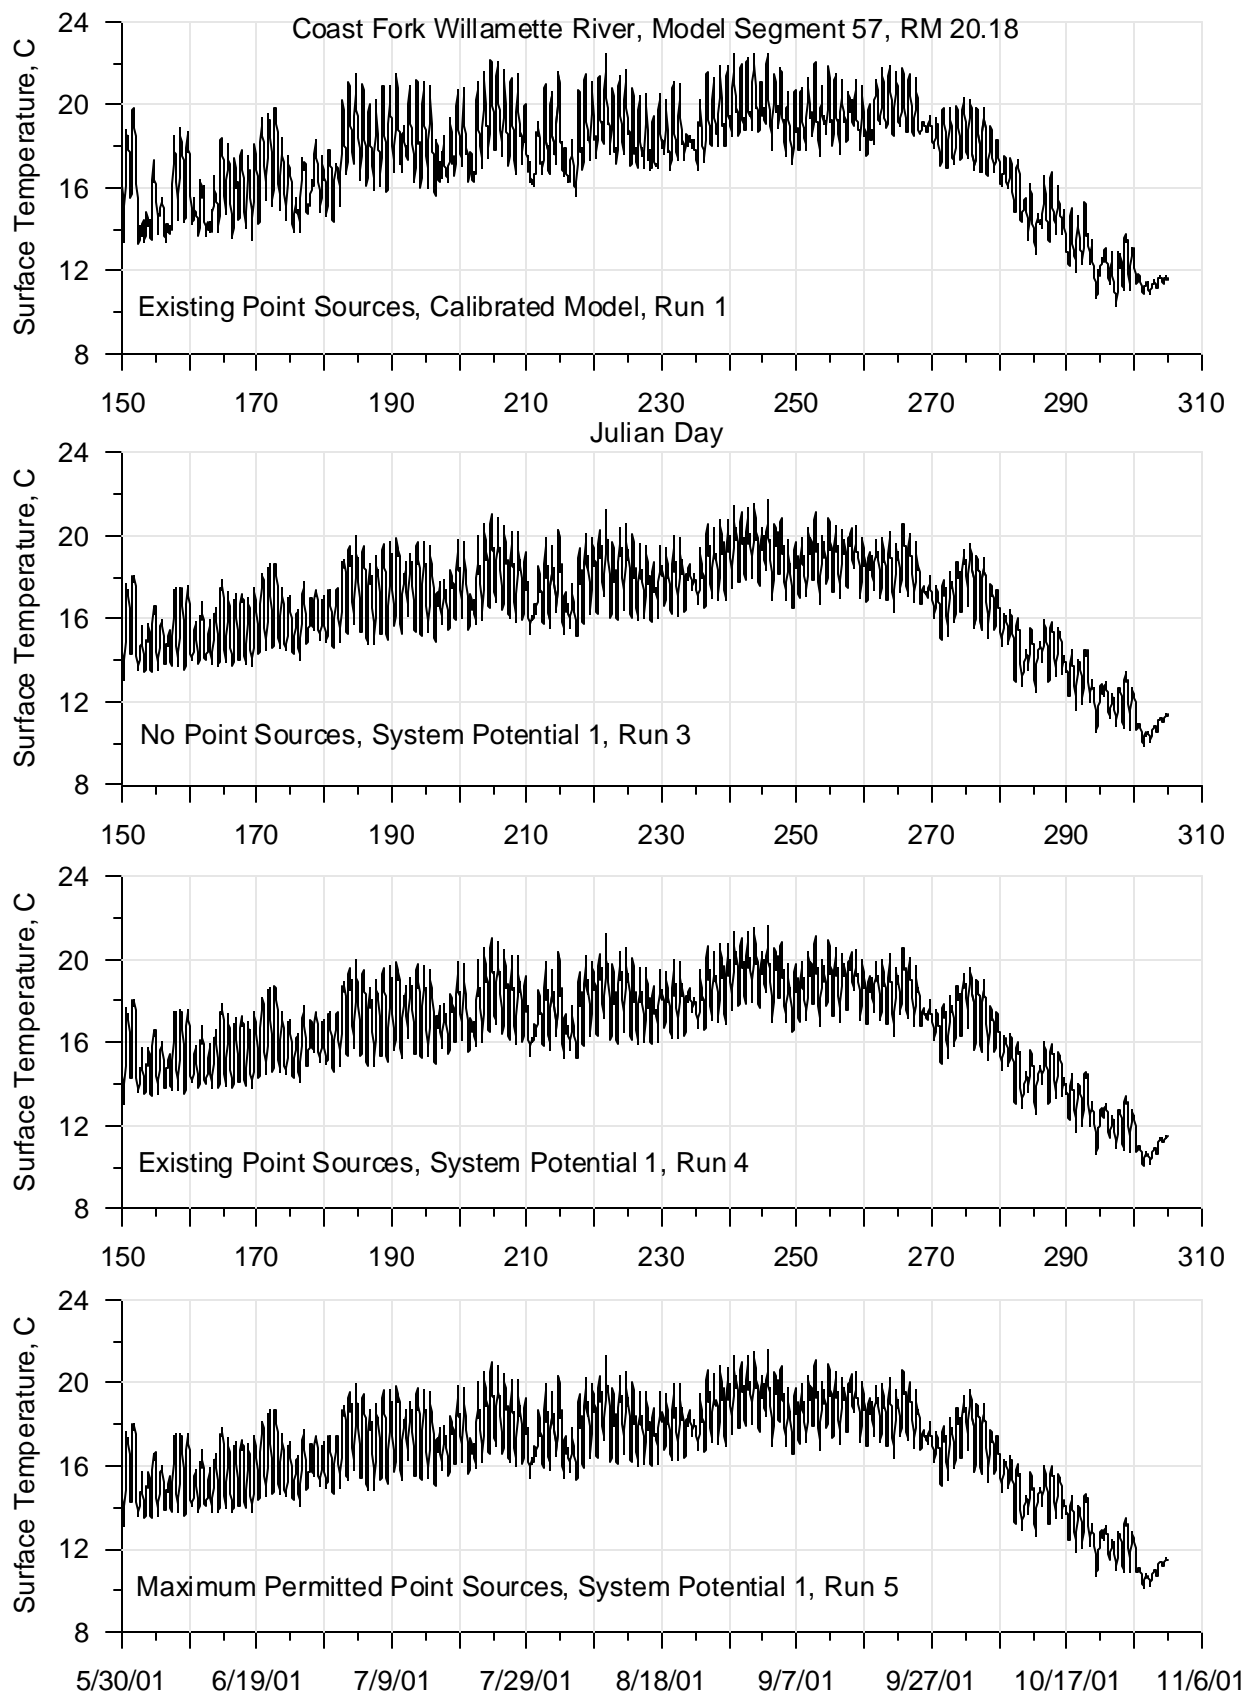 Coast Fork Willamette River, Model Segment 57, RM 20.18
Surface Temperature, C
24
20
16
12
8
Existing Point Sources, Calibrated Model, Run 1
150 170 190 210 230 250 270 290 310
Julian Day
Surface Temperature, C
24
20
16
12
8
No Point Sources, System Potential 1, Run 3
150 170 190 210 230 250 270 290 310
Surface Temperature, C
24
20
16
12
8
Existing Point Sources, System Potential 1, Run 4
150 170 190 210 230 250 270 290 310
Surface Temperature, C
24
20
16
12
8
Maximum Permitted Point Sources, System Potential 1, Run 5
5/30/01 6/19/01 7/9/01 7/29/01 8/18/01 9/7/01 9/27/01 10/17/01 11/6/01